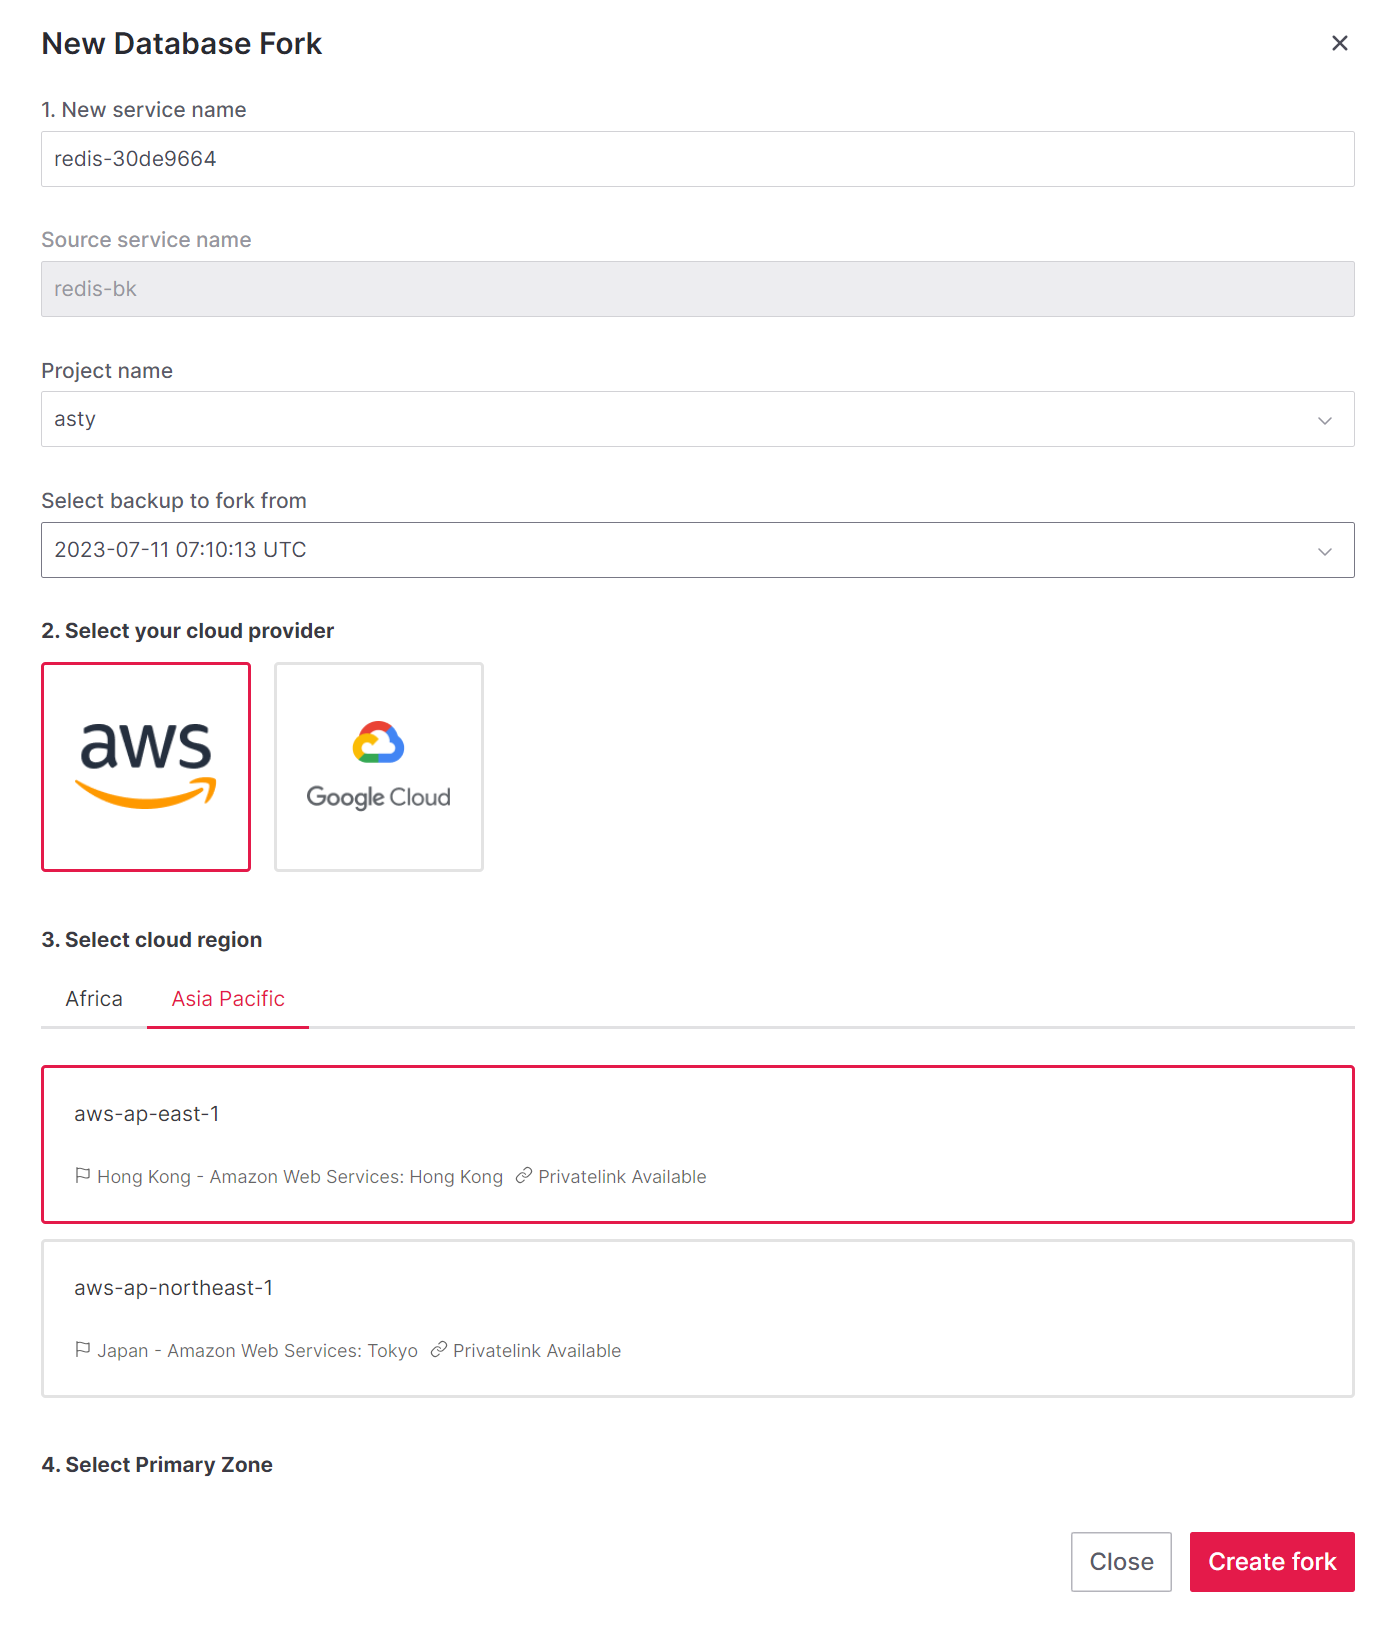 New Database Fork
1. New service name
redis-30de9664
Source service name
redis-bk
Project name
asty
Select backup to fork from
2023-07-11 07:10:13 UTC
2. Select your cloud provider
aws
Google Cloud
3. Select cloud region
Africa Asia Pacific
aws-ap-east-1
Hong Kong - Amazon Web Services: Hong Kong Privatelink Available
aws-ap-northeast-1
Japan - Amazon Web Services: Tokyo Privatelink Available
4. Select Primary Zone
Close Create fork